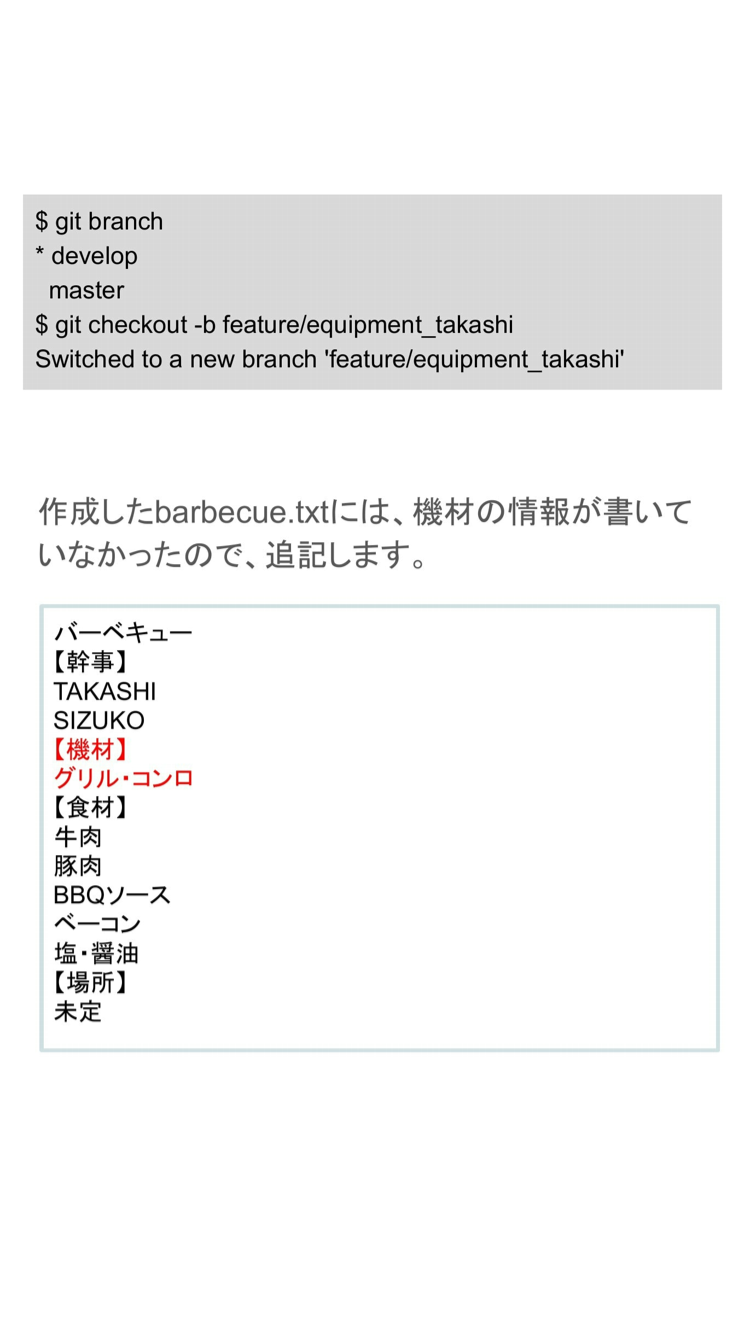 $ git branch
* develop
  master
$ git checkout -b feature/equipment_takashi
Switched to a new branch 'feature/equipment_takashi'
作成したbarbecue.txtには、機材の情報が書いて
いなかったので、追記します。
バーベキュー
【幹事】
TAKASHI
SIZUKO
【機材】
グリル・コンロ
【食材】
牛肉
豚肉
BBQソース
ベーコン
塩・醤油
【場所】
未定